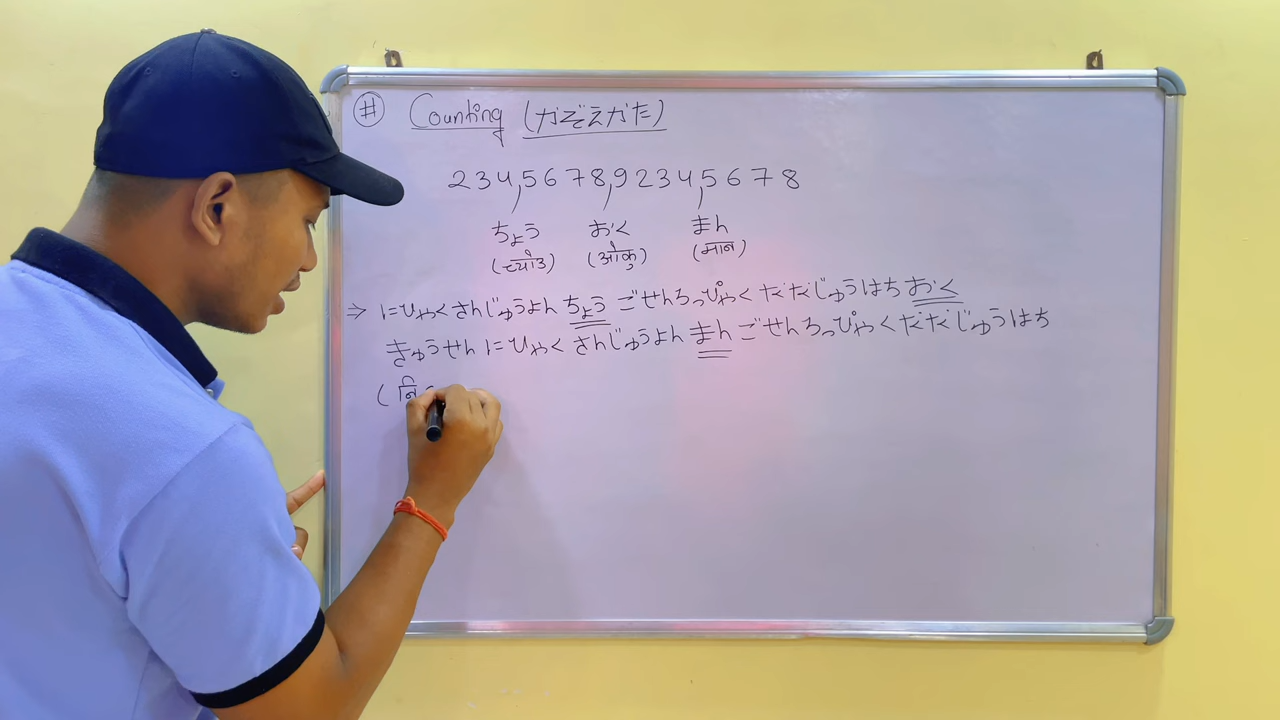 # Counting (かぞえかた)
234,5678,9234,5678
ちょう おく まん
(च्योउ) (ओकु) (मान)
⇒ にひゃくさんじゅうよん ちょう ごせんろっぴゃく ななじゅうはち おく
きゅうせん にひゃく さんじゅうよん まん ごせんろっぴゃくななじゅうはち
( नि